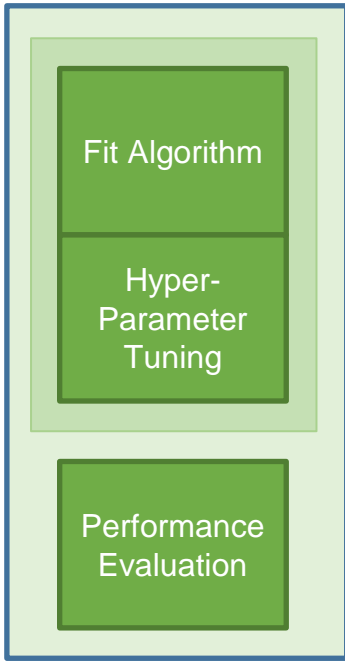 Fit Algorithm
Hyper-
Parameter
Tuning
Performance
Evaluation